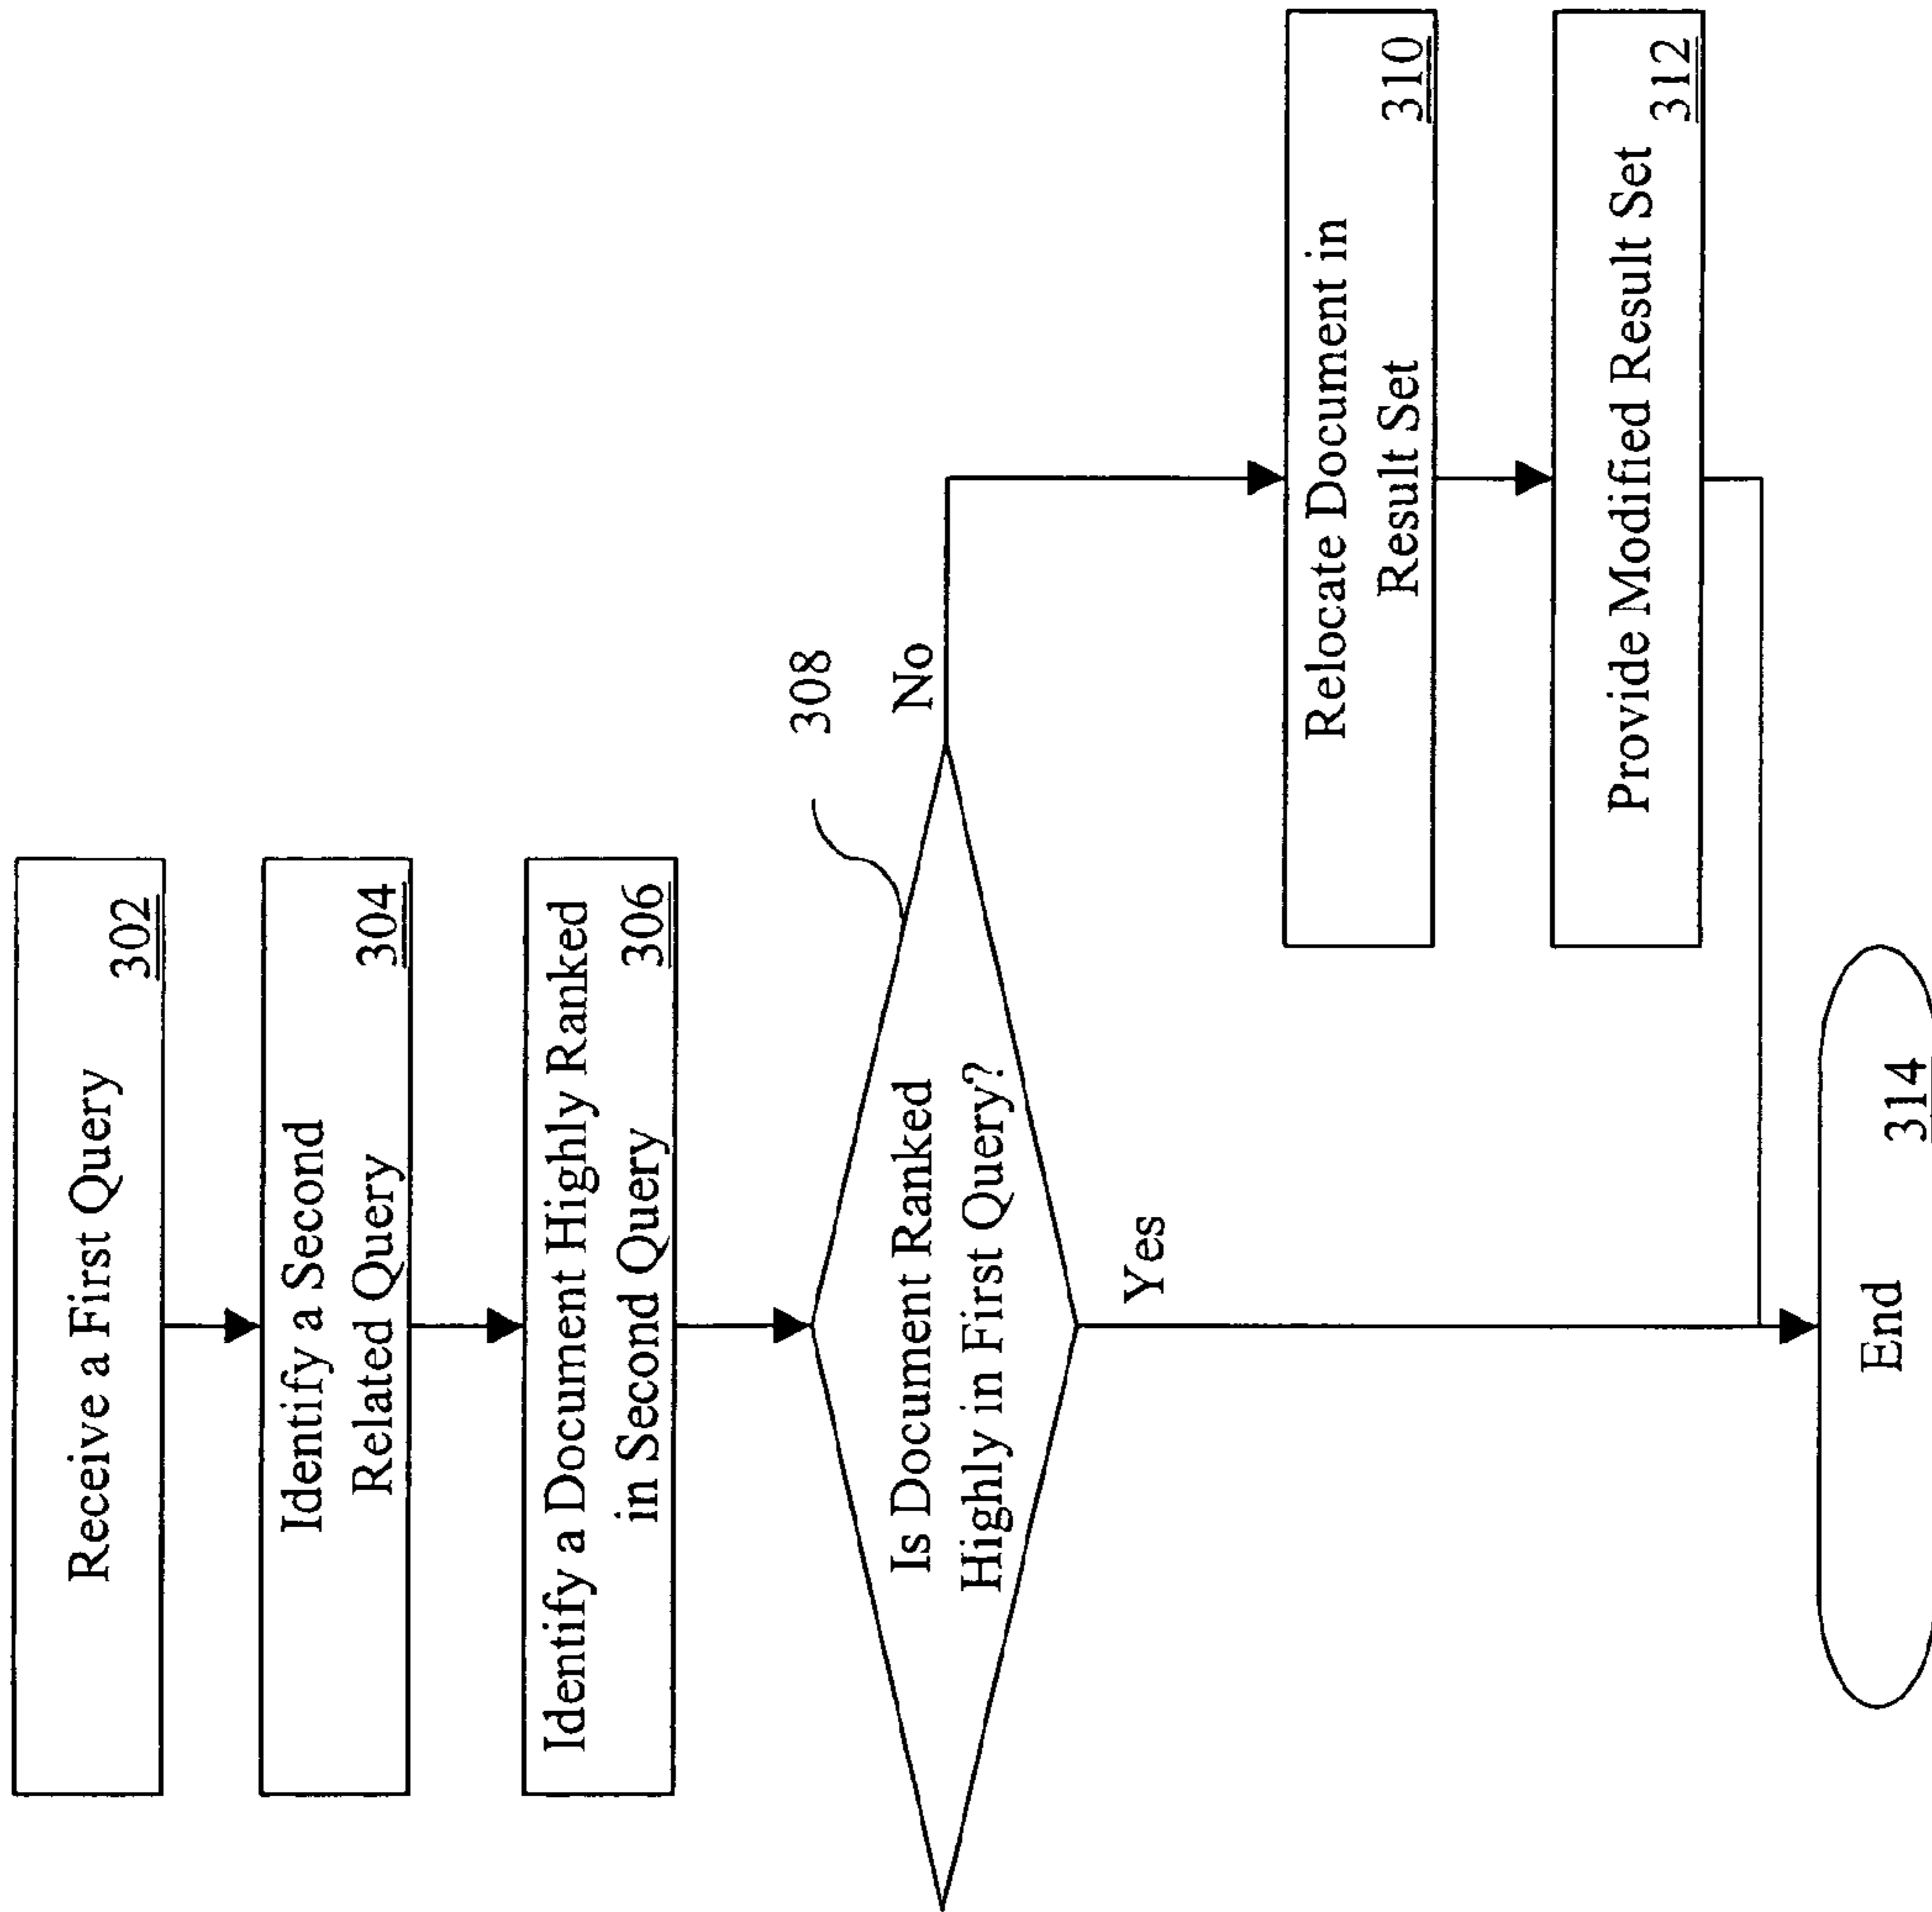 Receive a First Query
302
Identify a Second
Related Query
304
Identify a Document Highly Ranked
in Second Query
306
308
Is Document Ranked
Highly in First Query?
No
Yes
Relocate Document in
Result Set
310
Provide Modified Result Set
312
End
314